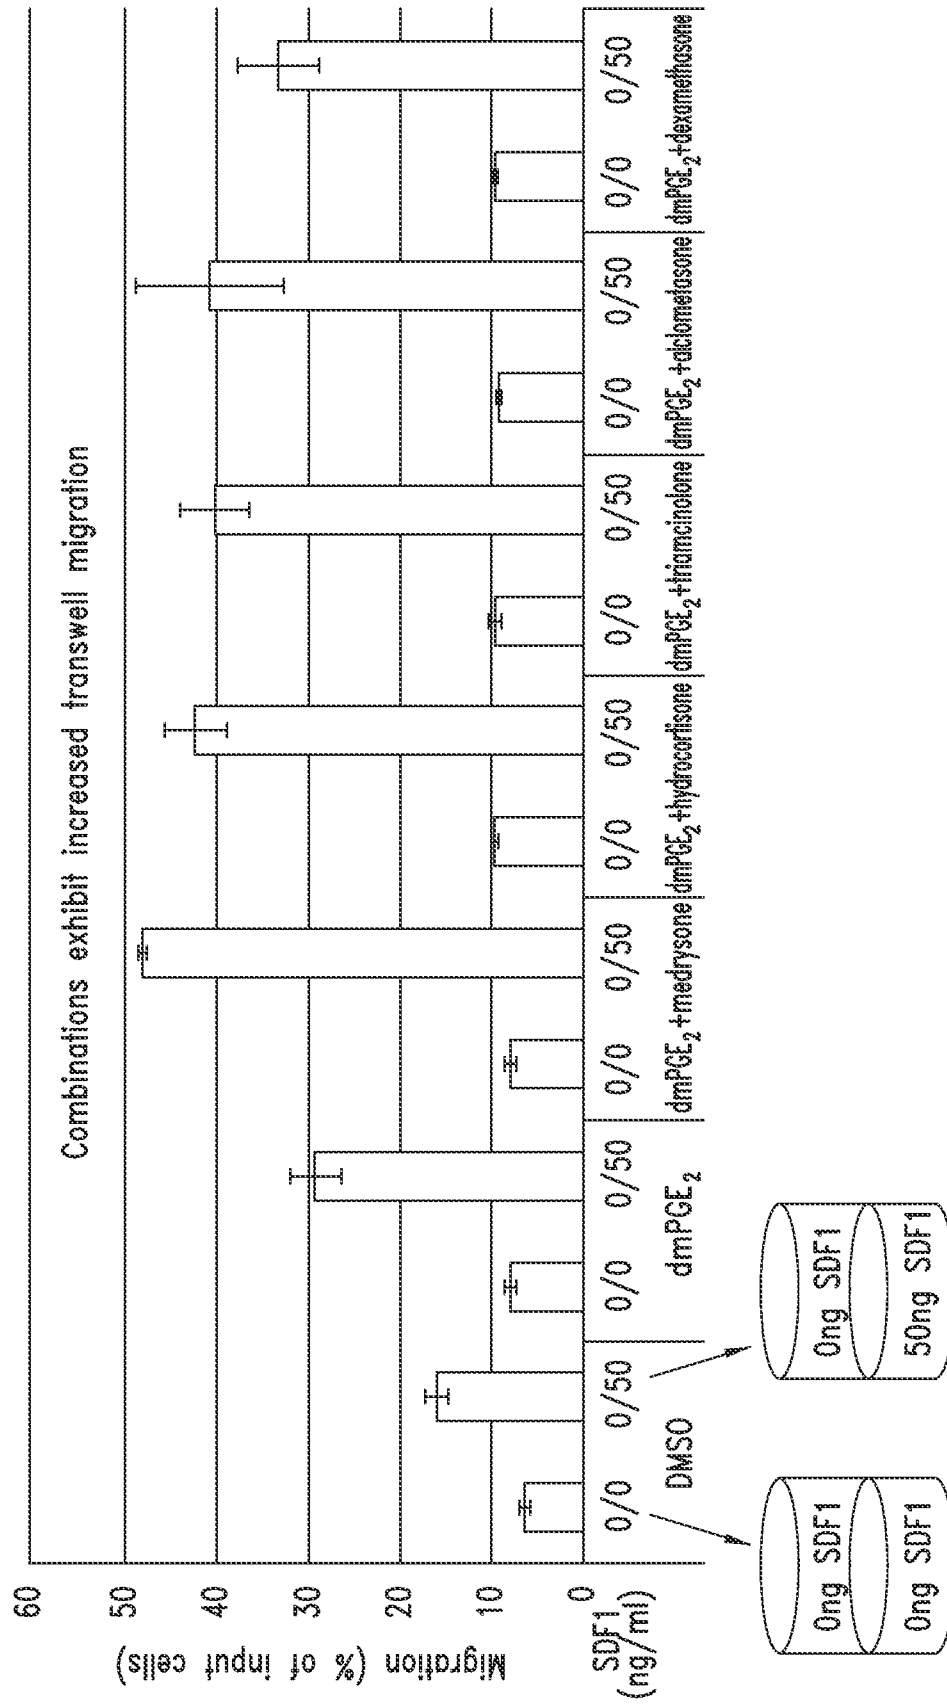 Combinations exhibit increased transwell migration
Migration (% of input cells)
60
50
40
30
20
10
0
SDF1
(ng/ml)
0/0 0/50 0/0 0/50 0/0 0/50 0/0 0/50 0/0 0/50 0/0 0/50 0/0 0/50
DMSO dmPGE₂ dmPGE₂+medrysone dmPGE₂+hydrocortisone dmPGE₂+triamcinolone dmPGE₂+alclometasone dmPGE₂+dexamethasone
0ng SDF1
0ng SDF1
0ng SDF1
50ng SDF1